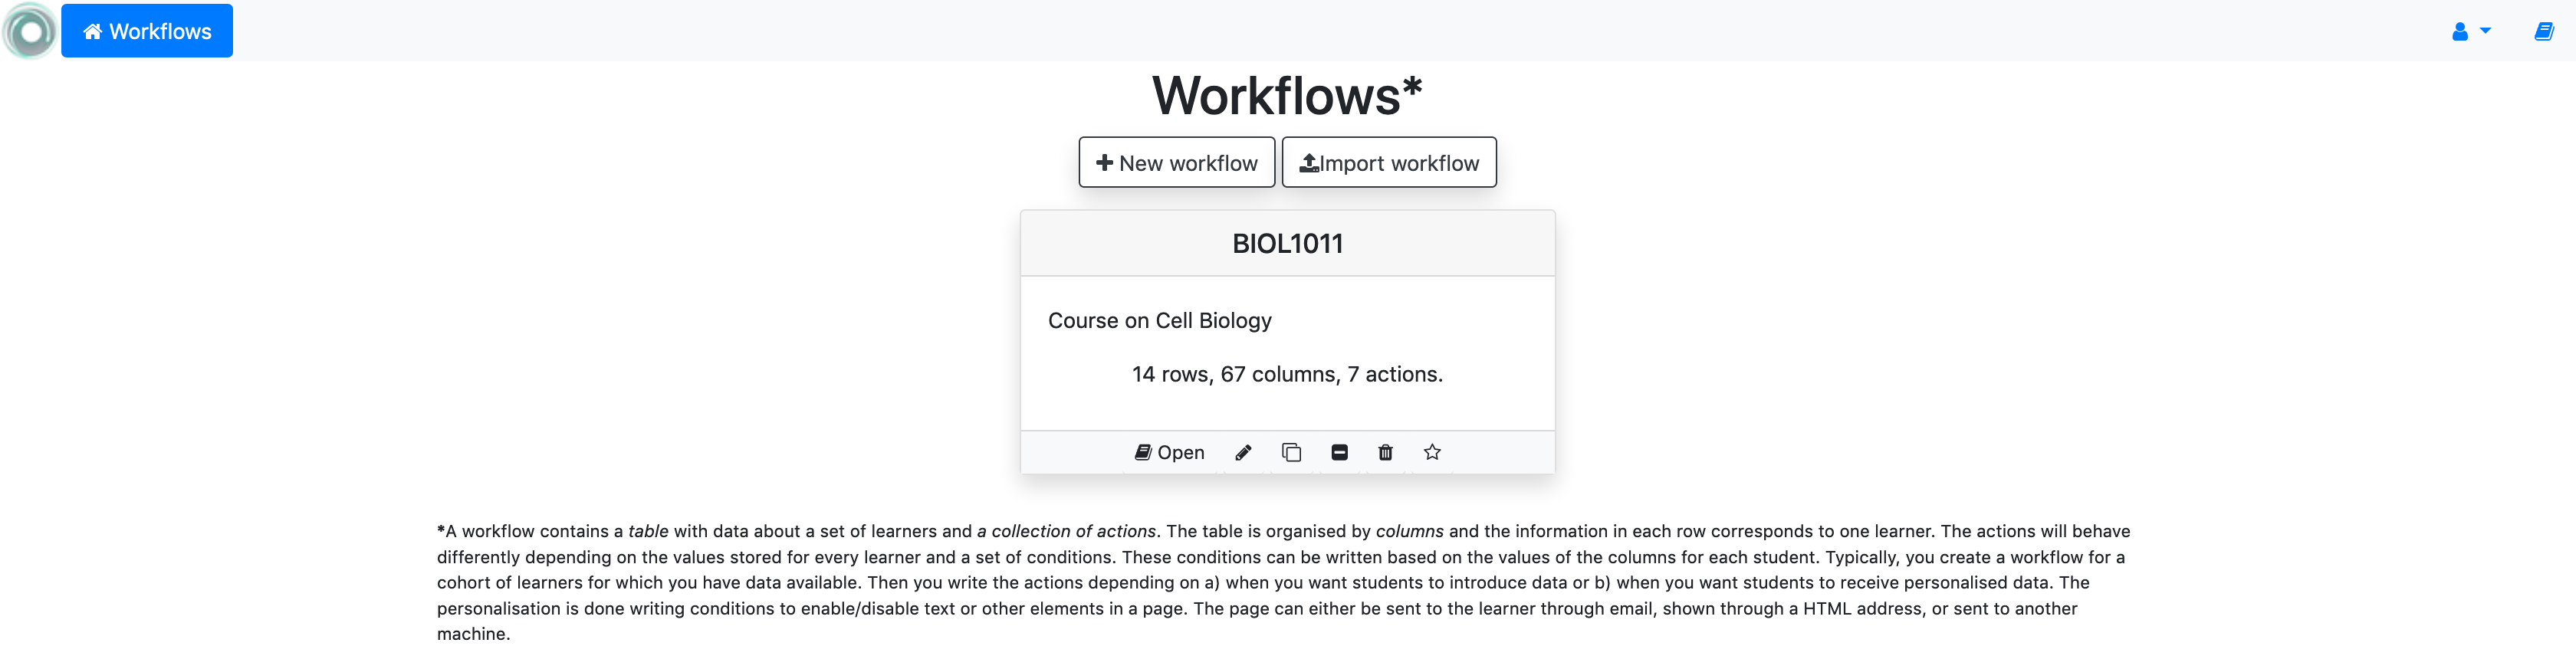 Workflows
Workflows*
New workflow
Import workflow
BIOL1011
Course on Cell Biology
14 rows, 67 columns, 7 actions.
Open
*A workflow contains a table with data about a set of learners and a collection of actions. The table is organised by columns and the information in each row corresponds to one learner. The actions will behave
differently depending on the values stored for every learner and a set of conditions. These conditions can be written based on the values of the columns for each student. Typically, you create a workflow for a
cohort of learners for which you have data available. Then you write the actions depending on a) when you want students to introduce data or b) when you want students to receive personalised data. The
personalisation is done writing conditions to enable/disable text or other elements in a page. The page can either be sent to the learner through email, shown through a HTML address, or sent to another
machine.